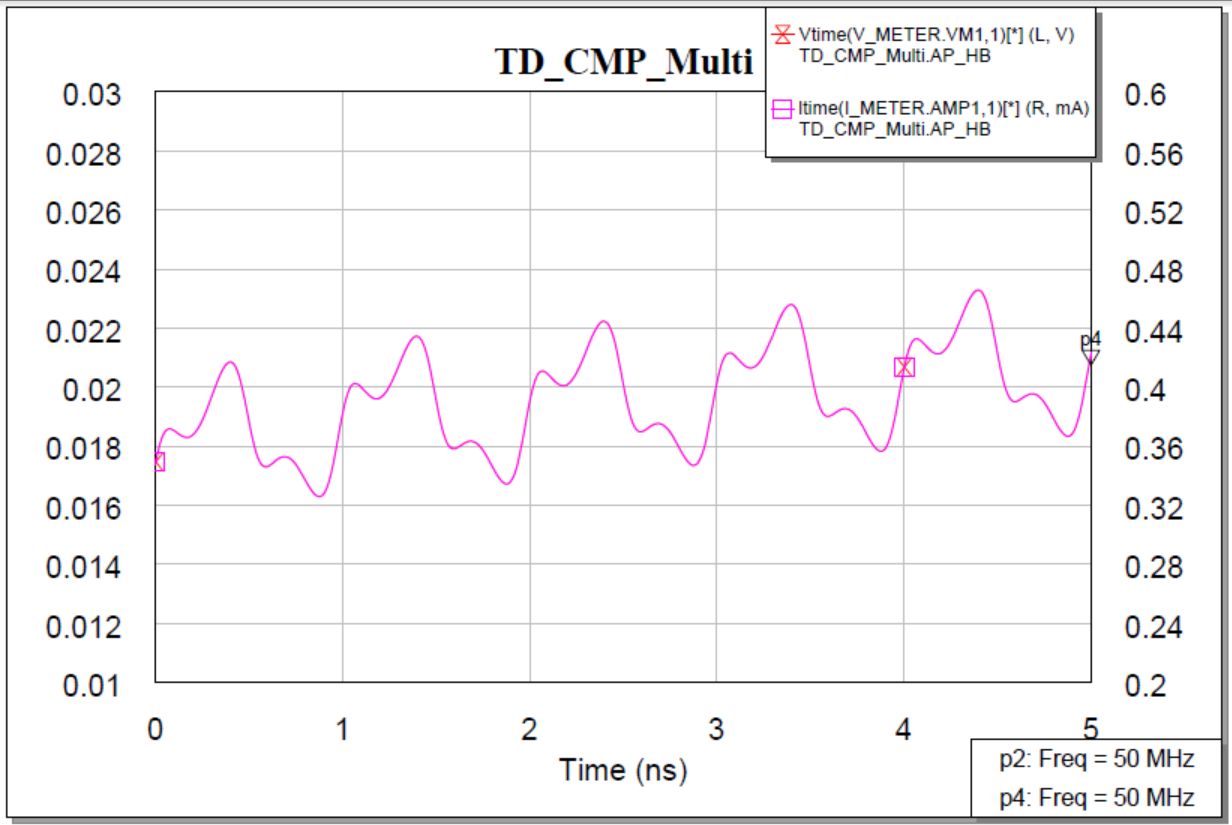 TD_CMP_Multi
Vtime(V_METER.VM1,1)[*] (L, V)
TD_CMP_Multi.AP_HB
Itime(I_METER.AMP1,1)[*] (R, mA)
TD_CMP_Multi.AP_HB
0.03
0.028
0.026
0.024
0.022
0.02
0.018
0.016
0.014
0.012
0.01
0.6
0.56
0.52
0.48
0.44
0.4
0.36
0.32
0.28
0.24
0.2
p4
0 1 2 3 4 5
Time (ns)
p2: Freq = 50 MHz
p4: Freq = 50 MHz